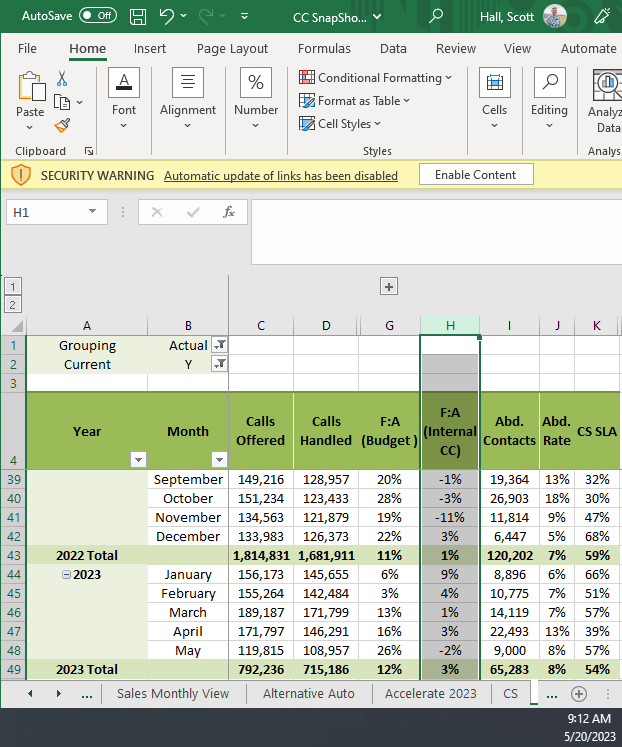 AutoSave Off CC SnapSho... Hall, Scott
File Home Insert Page Layout Formulas Data Review View Automate
Paste Font Alignment Number Conditional Formatting Format as Table Cell Styles Cells Editing Analyz
Data
Clipboard Styles Analys
SECURITY WARNING Automatic update of links has been disabled Enable Content
H1 fx
1
2
A B C D G H I J K
1 Grouping Actual
2 Current Y
3
4 Year Month Calls Offered Calls Handled F:A (Budget ) F:A (Internal CC) Abd. Contacts Abd. Rate CS SLA
39 September 149,216 128,957 20% -1% 19,364 13% 32%
40 October 151,234 123,433 28% -3% 26,903 18% 30%
41 November 134,563 121,879 19% -11% 11,814 9% 47%
42 December 133,983 126,373 22% 3% 6,447 5% 68%
43 2022 Total 1,814,831 1,681,911 11% 1% 120,202 7% 59%
44 2023 January 156,173 145,655 6% 9% 8,896 6% 66%
45 February 155,264 142,484 3% 4% 10,775 7% 51%
46 March 189,187 171,799 13% 1% 14,119 7% 57%
47 April 171,797 146,291 16% 3% 22,493 13% 39%
48 May 119,815 108,957 26% -2% 9,000 8% 57%
49 2023 Total 792,236 715,186 12% 3% 65,283 8% 54%
... Sales Monthly View Alternative Auto Accelerate 2023 CS ...
9:12 AM
5/20/2023